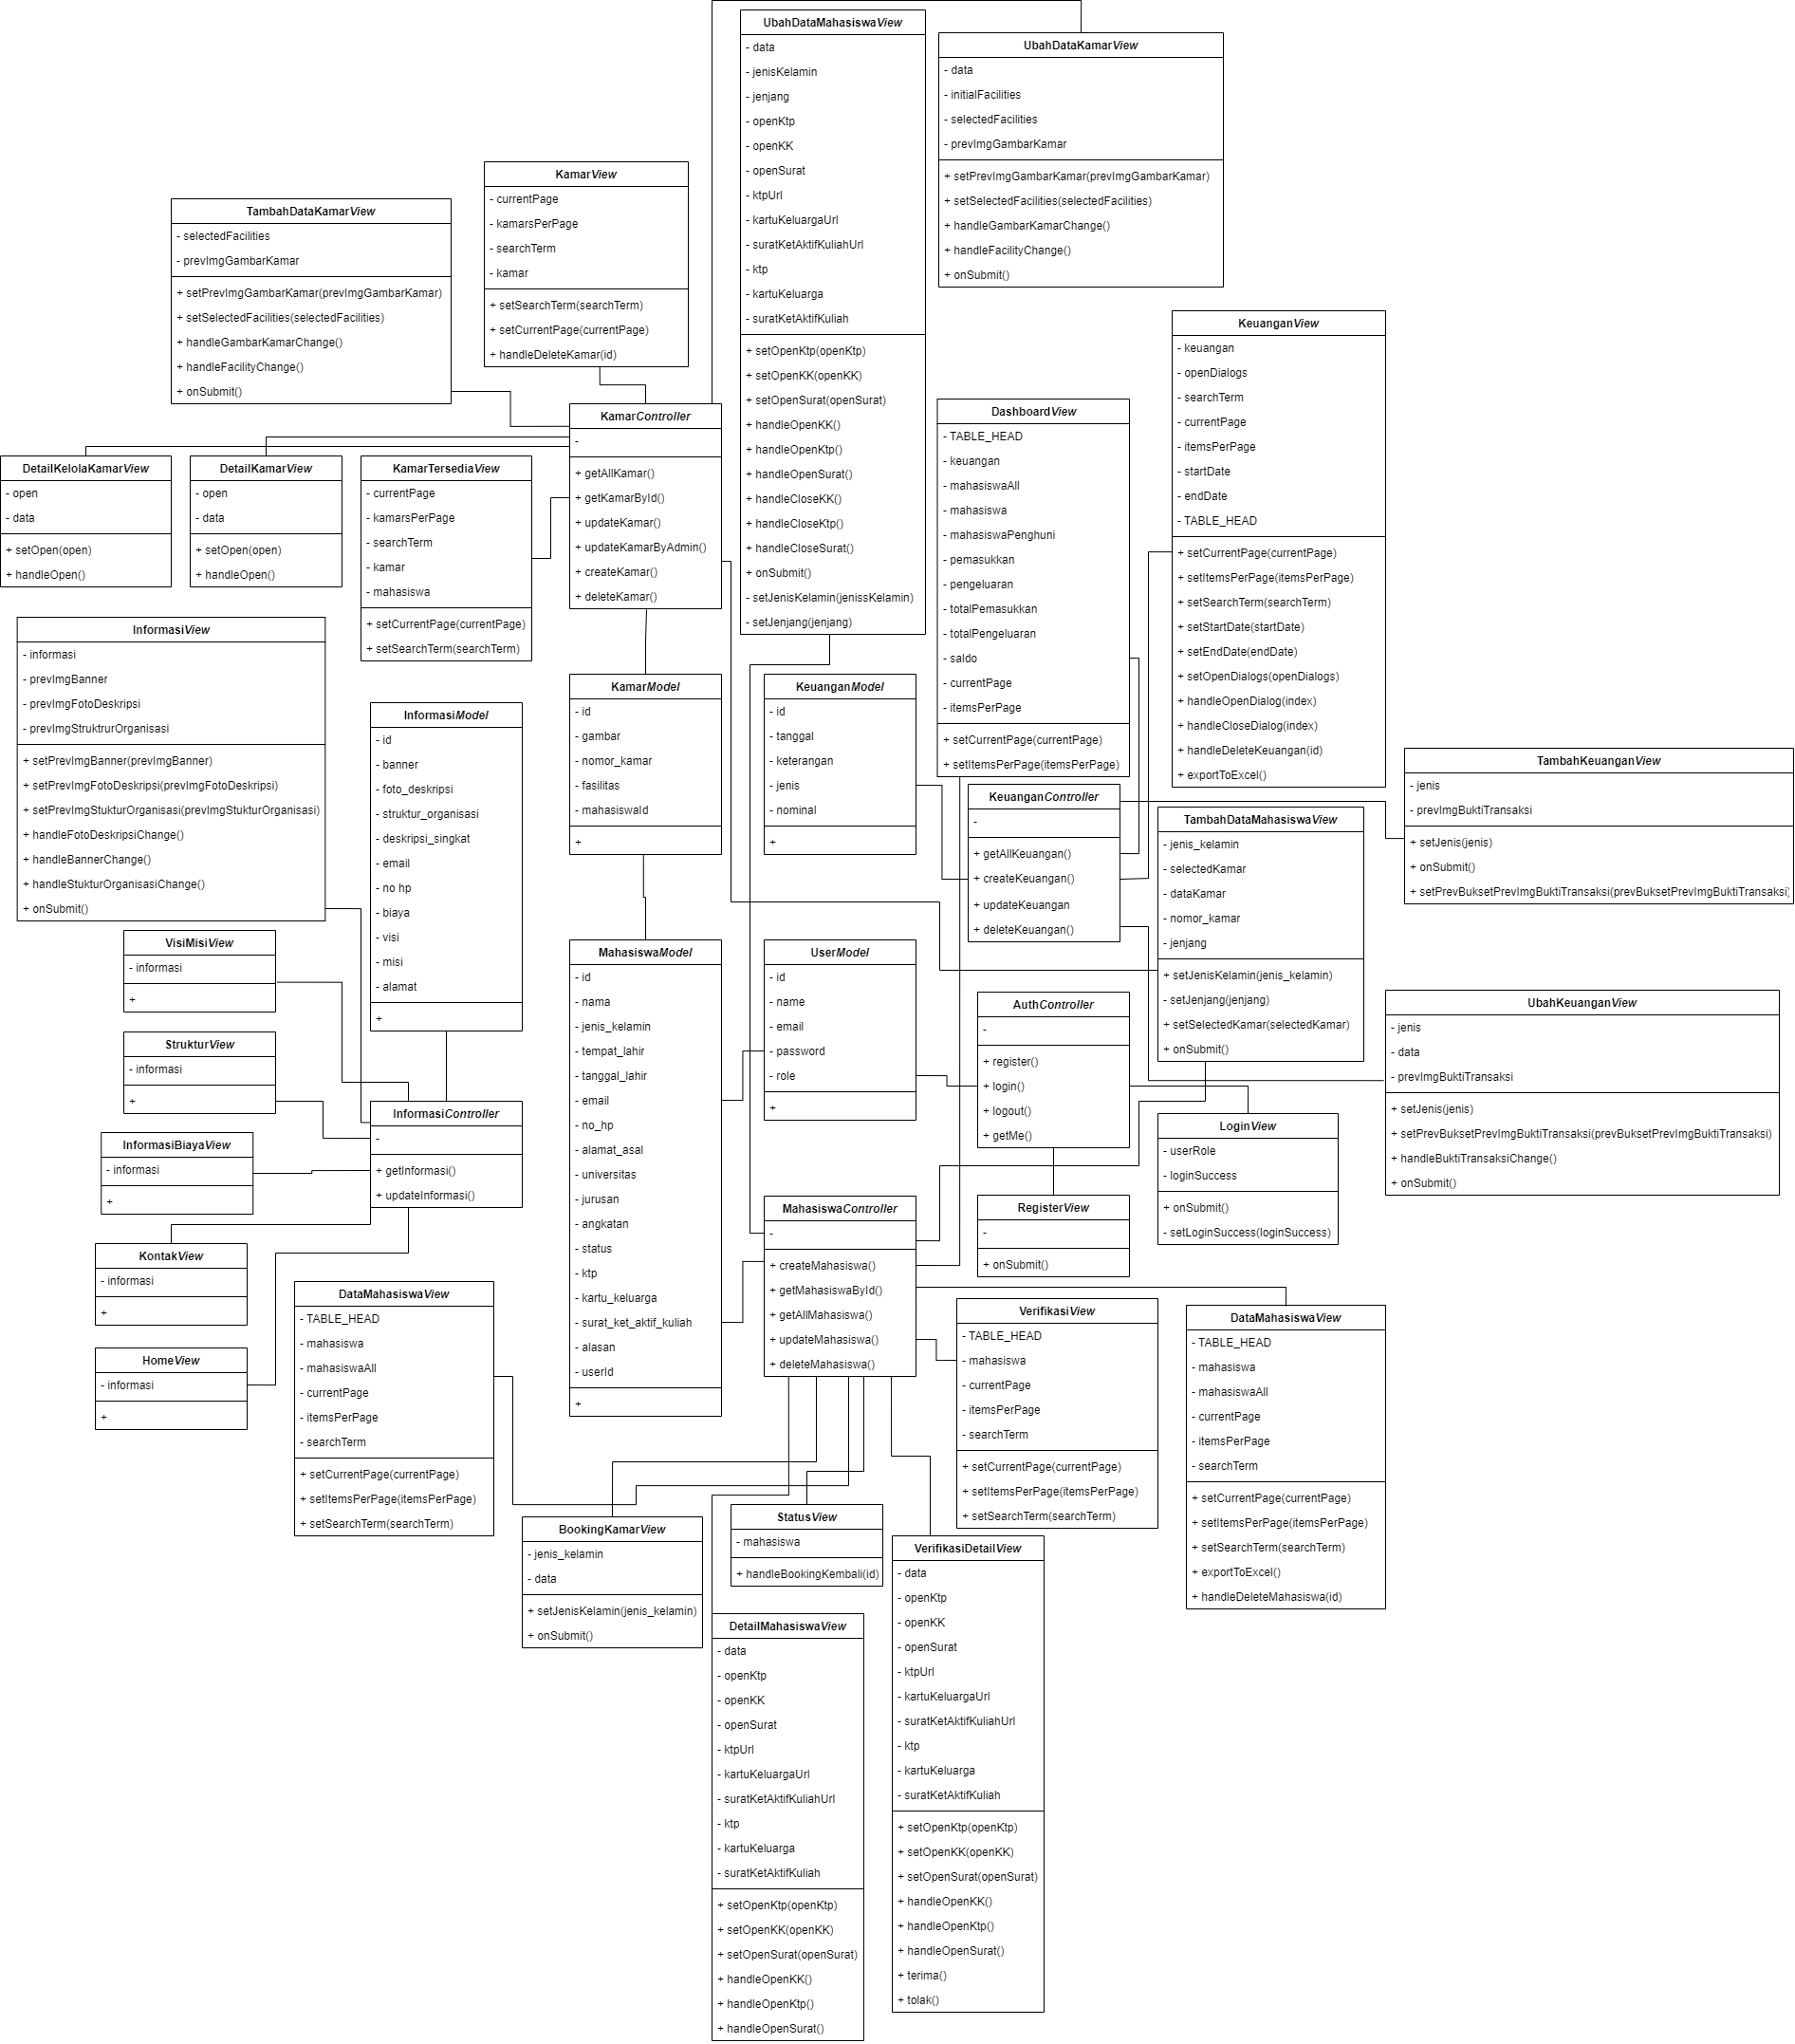 UbahDataMahasiswaView
- data
- jenisKelamin
- jenjang
- openKtp
- openKK
- openSurat
- ktpUrl
- kartuKeluargaUrl
- suratKetAktifKuliahUrl
- ktp
- kartuKeluarga
- suratKetAktifKuliah
+ setOpenKtp(openKtp)
+ setOpenKK(openKK)
+ setOpenSurat(openSurat)
+ handleOpenKK()
+ handleOpenKtp()
+ handleOpenSurat()
+ handleCloseKK()
+ handleCloseKtp()
+ handleCloseSurat()
+ onSubmit()
- setJenisKelamin(jenissKelamin)
- setJenjang(jenjang)
UbahDataKamarView
- data
- initialFacilities
- selectedFacilities
- prevImgGambarKamar
+ setPrevImgGambarKamar(prevImgGambarKamar)
+ setSelectedFacilities(selectedFacilities)
+ handleGambarKamarChange()
+ handleFacilityChange()
+ onSubmit()
KamarView
- currentPage
- kamarsPerPage
- searchTerm
- kamar
+ setSearchTerm(searchTerm)
+ setCurrentPage(currentPage)
+ handleDeleteKamar(id)
TambahDataKamarView
- selectedFacilities
- prevImgGambarKamar
+ setPrevImgGambarKamar(prevImgGambarKamar)
+ setSelectedFacilities(selectedFacilities)
+ handleGambarKamarChange()
+ handleFacilityChange()
+ onSubmit()
KeuanganView
- keuangan
- openDialogs
- searchTerm
- currentPage
- itemsPerPage
- startDate
- endDate
- TABLE_HEAD
+ setCurrentPage(currentPage)
+ setItemsPerPage(itemsPerPage)
+ setSearchTerm(searchTerm)
+ setStartDate(startDate)
+ setEndDate(endDate)
+ setOpenDialogs(openDialogs)
+ handleOpenDialog(index)
+ handleCloseDialog(index)
+ handleDeleteKeuangan(id)
+ exportToExcel()
KamarController
-
+ getAllKamar()
+ getKamarById()
+ updateKamar()
+ updateKamarByAdmin()
+ createKamar()
+ deleteKamar()
DashboardView
- TABLE_HEAD
- keuangan
- mahasiswaAll
- mahasiswa
- mahasiswaPenghuni
- pemasukkan
- pengeluaran
- totalPemasukkan
- totalPengeluaran
- saldo
- currentPage
- itemsPerPage
+ setCurrentPage(currentPage)
+ setItemsPerPage(itemsPerPage)
DetailKelolaKamarView
- open
- data
+ setOpen(open)
+ handleOpen()
DetailKamarView
- open
- data
+ setOpen(open)
+ handleOpen()
KamarTersediaView
- currentPage
- kamarsPerPage
- searchTerm
- kamar
- mahasiswa
+ setCurrentPage(currentPage)
+ setSearchTerm(searchTerm)
InformasiView
- informasi
- prevImgBanner
- prevImgFotoDeskripsi
- prevImgStruktrurOrganisasi
+ setPrevImgBanner(prevImgBanner)
+ setPrevImgFotoDeskripsi(prevImgFotoDeskripsi)
+ setPrevImgStukturOrganisasi(prevImgStukturOrganisasi)
+ handleFotoDeskripsiChange()
+ handleBannerChange()
+ handleStukturOrganisasiChange()
+ onSubmit()
InformasiModel
- id
- banner
- foto_deskripsi
- struktur_organisasi
- deskripsi_singkat
- email
- no hp
- biaya
- visi
- misi
- alamat
+
KamarModel
- id
- gambar
- nomor_kamar
- fasilitas
- mahasiswaId
+
KeuanganModel
- id
- tanggal
- keterangan
- jenis
- nominal
+
KeuanganController
-
+ getAllKeuangan()
+ createKeuangan()
+ updateKeuangan
+ deleteKeuangan()
TambahKeuanganView
- jenis
- prevImgBuktiTransaksi
+ setJenis(jenis)
+ onSubmit()
+ setPrevBuksetPrevImgBuktiTransaksi(prevBuksetPrevImgBuktiTransaksi)
TambahDataMahasiswaView
- jenis_kelamin
- selectedKamar
- dataKamar
- nomor_kamar
- jenjang
+ setJenisKelamin(jenis_kelamin)
- setJenjang(jenjang)
+ setSelectedKamar(selectedKamar)
+ onSubmit()
VisiMisiView
- informasi
+
MahasiswaModel
- id
- nama
- jenis_kelamin
- tempat_lahir
- tanggal_lahir
- email
- no_hp
- alamat_asal
- universitas
- jurusan
- angkatan
- status
- ktp
- kartu_keluarga
- surat_ket_aktif_kuliah
- alasan
- userId
+
UserModel
- id
- name
- email
- password
- role
+
AuthController
-
+ register()
+ login()
+ logout()
+ getMe()
UbahKeuanganView
- jenis
- data
- prevImgBuktiTransaksi
+ setJenis(jenis)
+ setPrevBuksetPrevImgBuktiTransaksi(prevBuksetPrevImgBuktiTransaksi)
+ handleBuktiTransaksiChange()
+ onSubmit()
StrukturView
- informasi
+
InformasiController
-
+ getInformasi()
+ updateInformasi()
LoginView
- userRole
- loginSuccess
+ onSubmit()
- setLoginSuccess(loginSuccess)
InformasiBiayaView
- informasi
+
MahasiswaController
-
+ createMahasiswa()
+ getMahasiswaById()
+ getAllMahasiswa()
+ updateMahasiswa()
+ deleteMahasiswa()
RegisterView
-
+ onSubmit()
KontakView
- informasi
+
DataMahasiswaView
- TABLE_HEAD
- mahasiswa
- mahasiswaAll
- currentPage
- itemsPerPage
- searchTerm
+ setCurrentPage(currentPage)
+ setItemsPerPage(itemsPerPage)
+ setSearchTerm(searchTerm)
VerifikasiView
- TABLE_HEAD
- mahasiswa
- currentPage
- itemsPerPage
- searchTerm
+ setCurrentPage(currentPage)
+ setItemsPerPage(itemsPerPage)
+ setSearchTerm(searchTerm)
DataMahasiswaView
- TABLE_HEAD
- mahasiswa
- mahasiswaAll
- currentPage
- itemsPerPage
- searchTerm
+ setCurrentPage(currentPage)
+ setItemsPerPage(itemsPerPage)
+ setSearchTerm(searchTerm)
+ exportToExcel()
+ handleDeleteMahasiswa(id)
HomeView
- informasi
+
BookingKamarView
- jenis_kelamin
- data
+ setJenisKelamin(jenis_kelamin)
+ onSubmit()
StatusView
- mahasiswa
+ handleBookingKembali(id)
VerifikasiDetailView
- data
- openKtp
- openKK
- openSurat
- ktpUrl
- kartuKeluargaUrl
- suratKetAktifKuliahUrl
- ktp
- kartuKeluarga
- suratKetAktifKuliah
+ setOpenKtp(openKtp)
+ setOpenKK(openKK)
+ setOpenSurat(openSurat)
+ handleOpenKK()
+ handleOpenKtp()
+ handleOpenSurat()
+ terima()
+ tolak()
DetailMahasiswaView
- data
- openKtp
- openKK
- openSurat
- ktpUrl
- kartuKeluargaUrl
- suratKetAktifKuliahUrl
- ktp
- kartuKeluarga
- suratKetAktifKuliah
+ setOpenKtp(openKtp)
+ setOpenKK(openKK)
+ setOpenSurat(openSurat)
+ handleOpenKK()
+ handleOpenKtp()
+ handleOpenSurat()